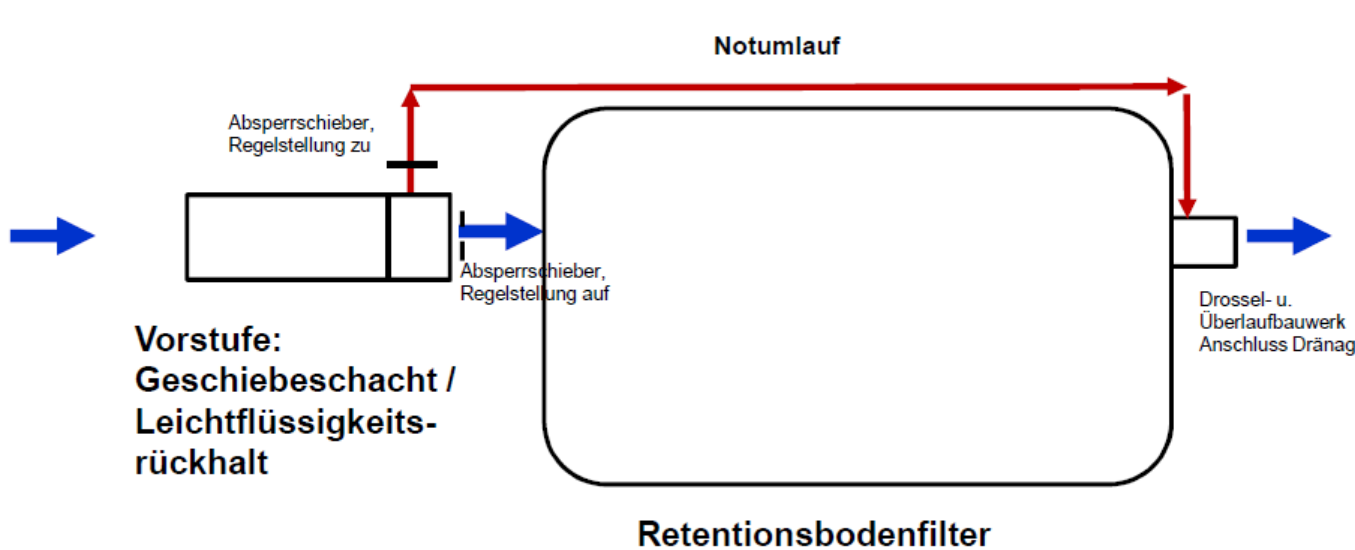 Notumlauf
Absperrschieber,
Regelstellung zu
Absperrschieber,
Regelstellung auf
Drossel- u.
Überlaufbauwerk
Anschluss Dränag
Vorstufe:
Geschiebeschacht /
Leichtflüssigkeits-
rückhalt
Retentionsbodenfilter